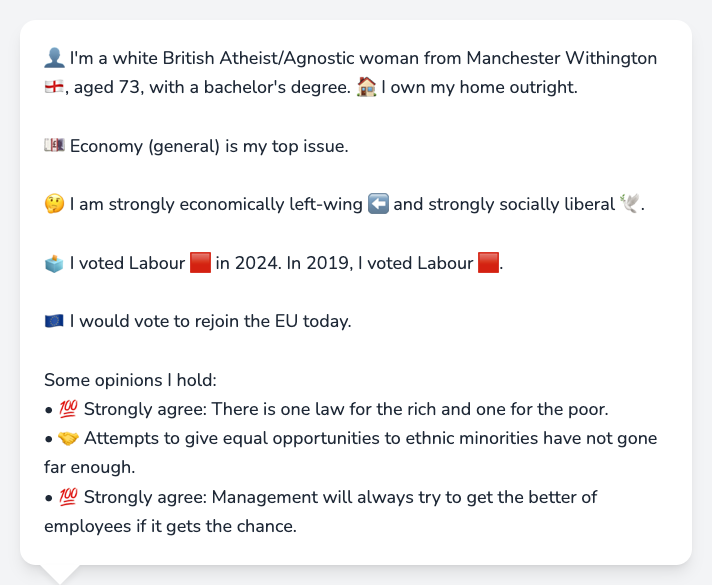 👤 I'm a white British Atheist/Agnostic woman from Manchester Withington
🏴󠁧󠁢󠁥󠁮󠁧󠁿, aged 73, with a bachelor's degree. 🏠 I own my home outright.
💷 Economy (general) is my top issue.
🤔 I am strongly economically left-wing ⬅️ and strongly socially liberal 🕊️.
🗳️ I voted Labour 🟥 in 2024. In 2019, I voted Labour 🟥.
🇪🇺 I would vote to rejoin the EU today.
Some opinions I hold:
• 💯 Strongly agree: There is one law for the rich and one for the poor.
• 🤝 Attempts to give equal opportunities to ethnic minorities have not gone
far enough.
• 💯 Strongly agree: Management will always try to get the better of
employees if it gets the chance.